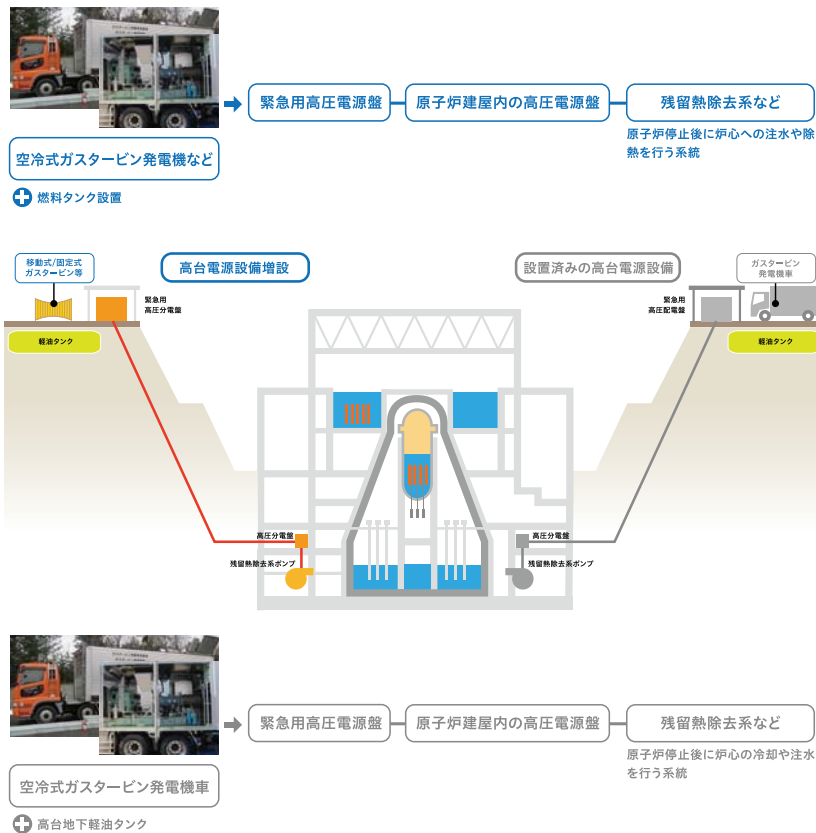 緊急用高圧電源盤
原子炉建屋内の高圧電源盤
残留熱除去系など
原子炉停止後に炉心への注水や除
熱を行う系統
空冷式ガスタービン発電機など
燃料タンク設置
移動式/固定式
ガスタービン等
高台電源設備増設
設置済みの高台電源設備
ガスタービン
発電機車
緊急用
高圧分電盤
緊急用
高圧配電盤
軽油タンク
軽油タンク
高圧分電盤
高圧分電盤
残留熱除去系ポンプ
残留熱除去系ポンプ
緊急用高圧電源盤
原子炉建屋内の高圧電源盤
残留熱除去系など
原子炉停止後に炉心の冷却や注水
を行う系統
空冷式ガスタービン発電機車
高台地下軽油タンク